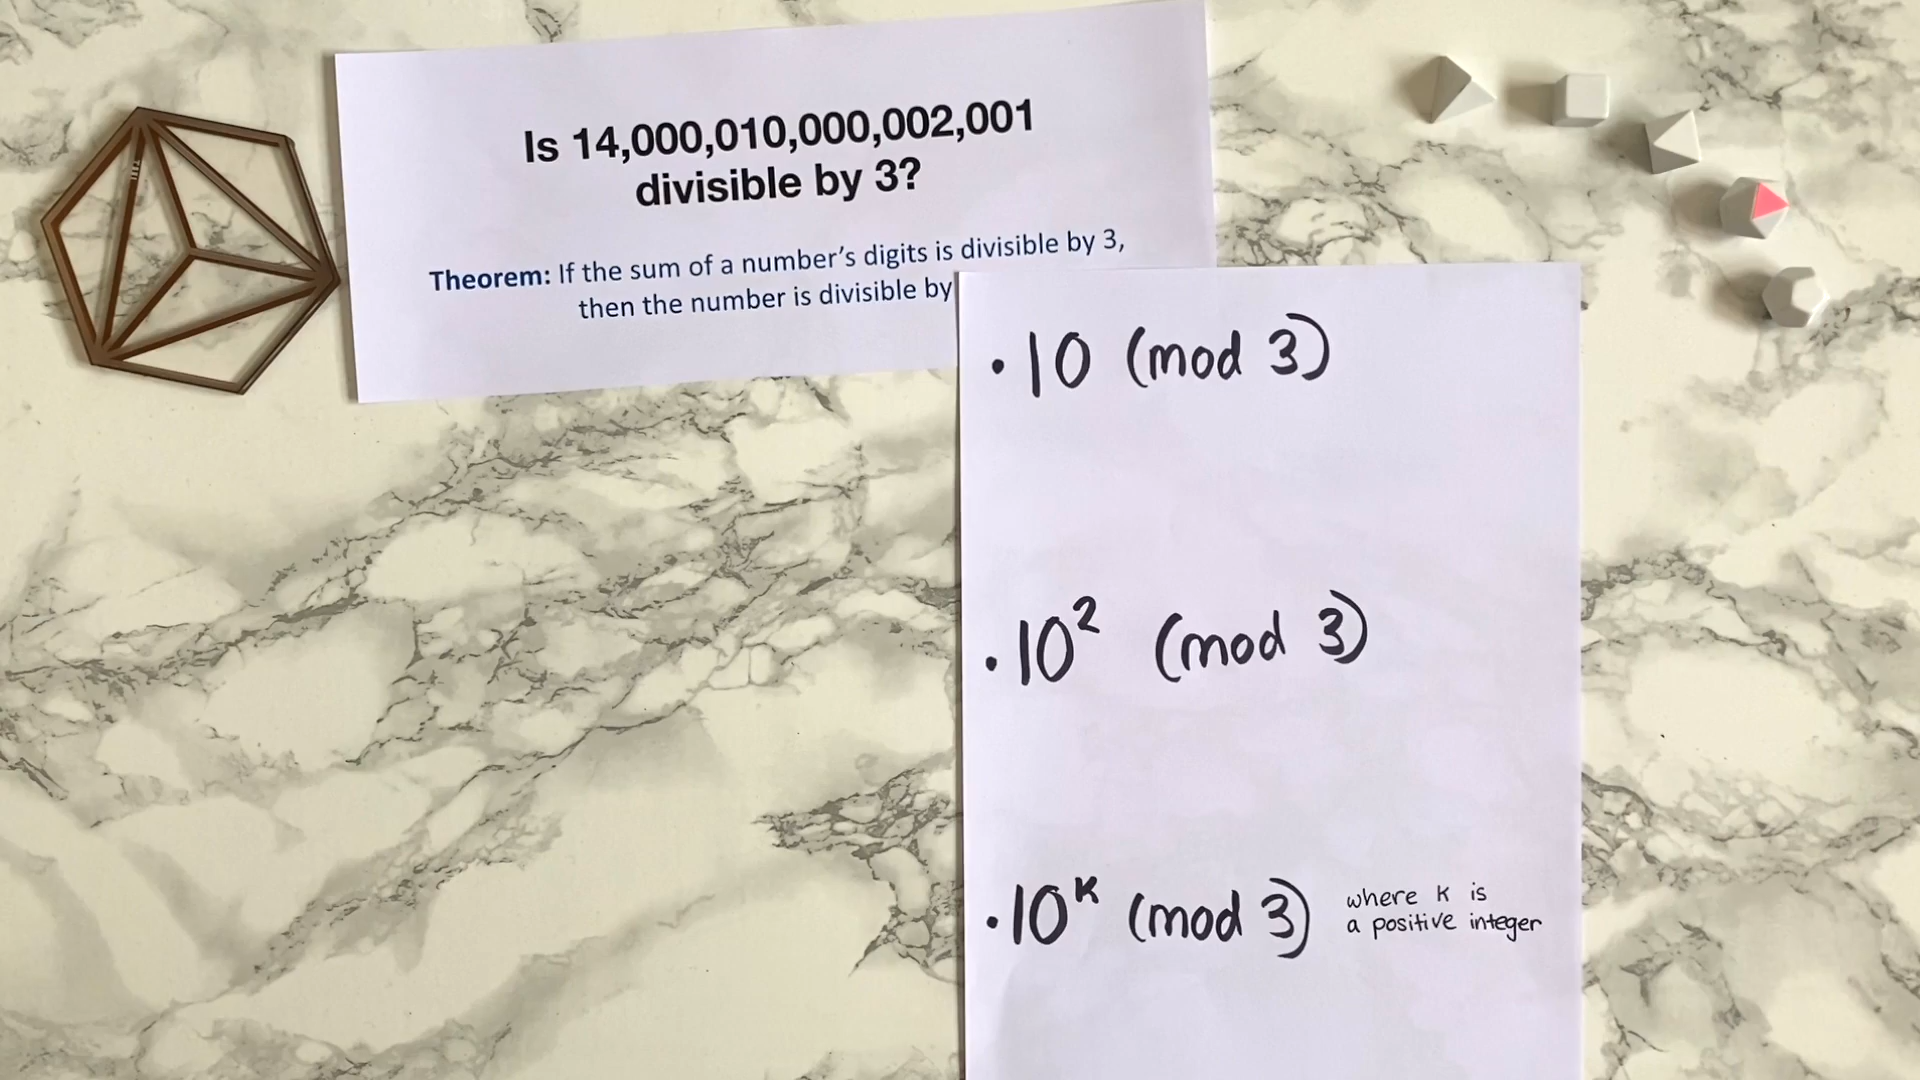 Is 14,000,010,000,002,001
divisible by 3?
Theorem: If the sum of a number’s digits is divisible by 3,
then the number is divisible by
· 10 (mod 3)
· 10² (mod 3)
· 10ᵏ (mod 3) where k is
a positive integer